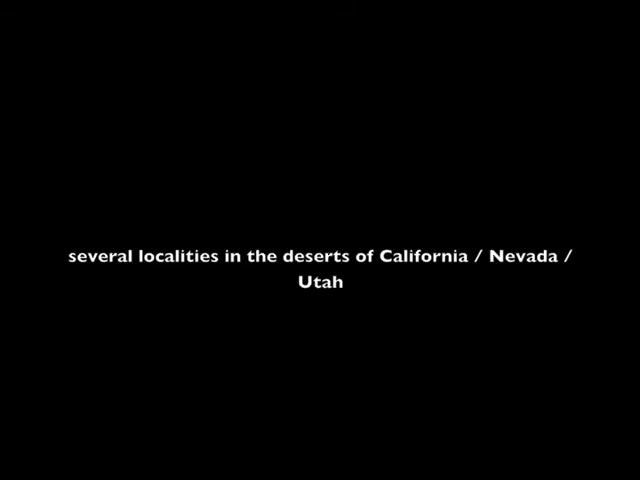 several localities in the deserts of California / Nevada /
Utah